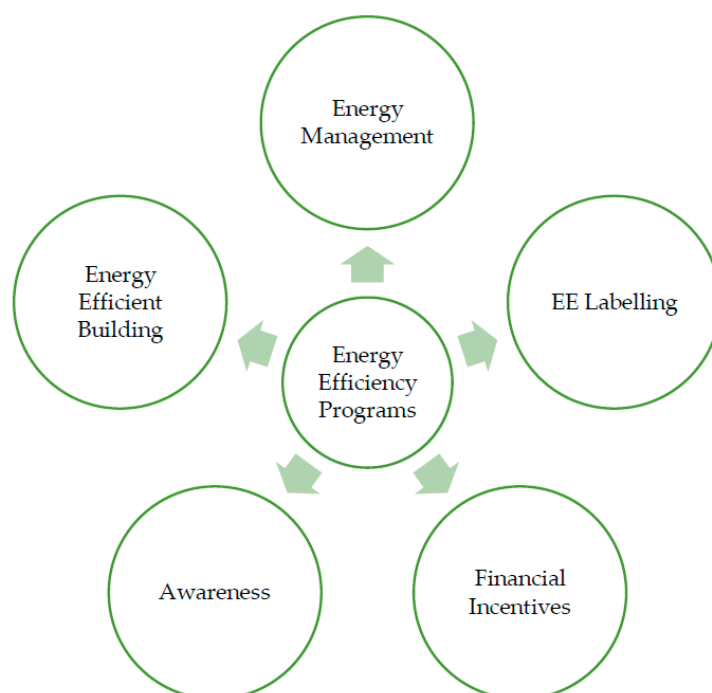 Energy
Management
Energy
Efficient
Building
EE Labelling
Energy
Efficiency
Programs
Awareness
Financial
Incentives